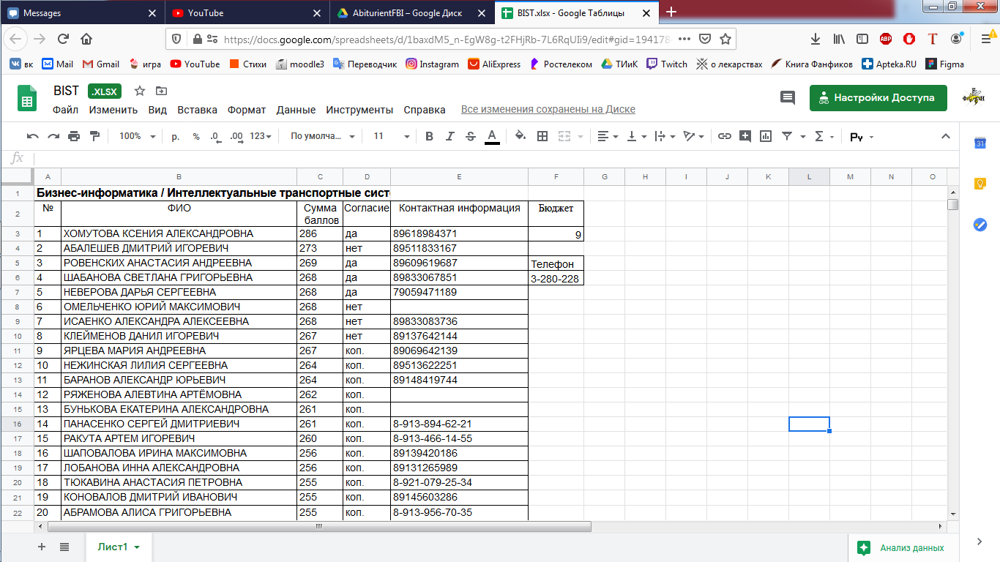 Messages
YouTube
AbiturientFBI – Google Диск
BIST.xlsx - Google Таблицы
https://docs.google.com/spreadsheets/d/1baxdM5_n-EgW8g-t2FHjRb-7L6RqUIi9/edit#gid=194178
вк Mail Gmail игра YouTube Стихи moodle3 Переводчик Instagram AliExpress Ростелеком ТИиК Twitch о лекарствах Книга Фанфиков Apteka.RU Figma
BIST .XLSX
Настройки Доступа
Файл Изменить Вид Вставка Формат Данные Инструменты Справка Все изменения сохранены на Диске
100% р. % .0 .00 123 По умолча... 11 B I S A Σ Ру
31
fx
A B C D E F G H I J K L M N O
1 Бизнес-информатика / Интеллектуальные транспортные сист
2 № ФИО Сумма баллов Согласие Контактная информация Бюджет
3 1 ХОМУТОВА КСЕНИЯ АЛЕКСАНДРОВНА 286 да 89618984371 9
4 2 АБАЛЕШЕВ ДМИТРИЙ ИГОРЕВИЧ 273 нет 89511833167
5 3 РОВЕНСКИХ АНАСТАСИЯ АНДРЕЕВНА 269 да 89609619687 Телефон
6 4 ШАБАНОВА СВЕТЛАНА ГРИГОРЬЕВНА 268 да 89833067851 3-280-228
7 5 НЕВЕРОВА ДАРЬЯ СЕРГЕЕВНА 268 да 79059471189
8 6 ОМЕЛЬЧЕНКО ЮРИЙ МАКСИМОВИЧ 268 нет
9 7 ИСАЕНКО АЛЕКСАНДРА АЛЕКСЕЕВНА 268 нет 89833083736
10 8 КЛЕЙМЕНОВ ДАНИЛ ИГОРЕВИЧ 267 нет 89137642144
11 9 ЯРЦЕВА МАРИЯ АНДРЕЕВНА 267 коп. 89069642139
12 10 НЕЖИНСКАЯ ЛИЛИЯ СЕРГЕЕВНА 264 коп. 89513622251
13 11 БАРАНОВ АЛЕКСАНДР ЮРЬЕВИЧ 264 коп. 89148419744
14 12 РЯЖЕНОВА АЛЕВТИНА АРТЁМОВНА 262 коп.
15 13 БУНЬКОВА ЕКАТЕРИНА АЛЕКСАНДРОВНА 261 коп.
16 14 ПАНАСЕНКО СЕРГЕЙ ДМИТРИЕВИЧ 261 коп. 8-913-894-62-21
17 15 РАКУТА АРТЕМ ИГОРЕВИЧ 260 коп. 8-913-466-14-55
18 16 ШАПОВАЛОВА ИРИНА МАКСИМОВНА 256 коп. 89139420186
19 17 ЛОБАНОВА ИННА АЛЕКСАНДРОВНА 256 коп. 89131265989
20 18 ТЮКАВИНА АНАСТАСИЯ ПЕТРОВНА 255 коп. 8-921-079-25-34
21 19 КОНОВАЛОВ ДМИТРИЙ ИВАНОВИЧ 255 коп. 89145603286
22 20 АБРАМОВА АЛИСА ГРИГОРЬЕВНА 255 коп. 8-913-956-70-35
Лист1
Анализ данных